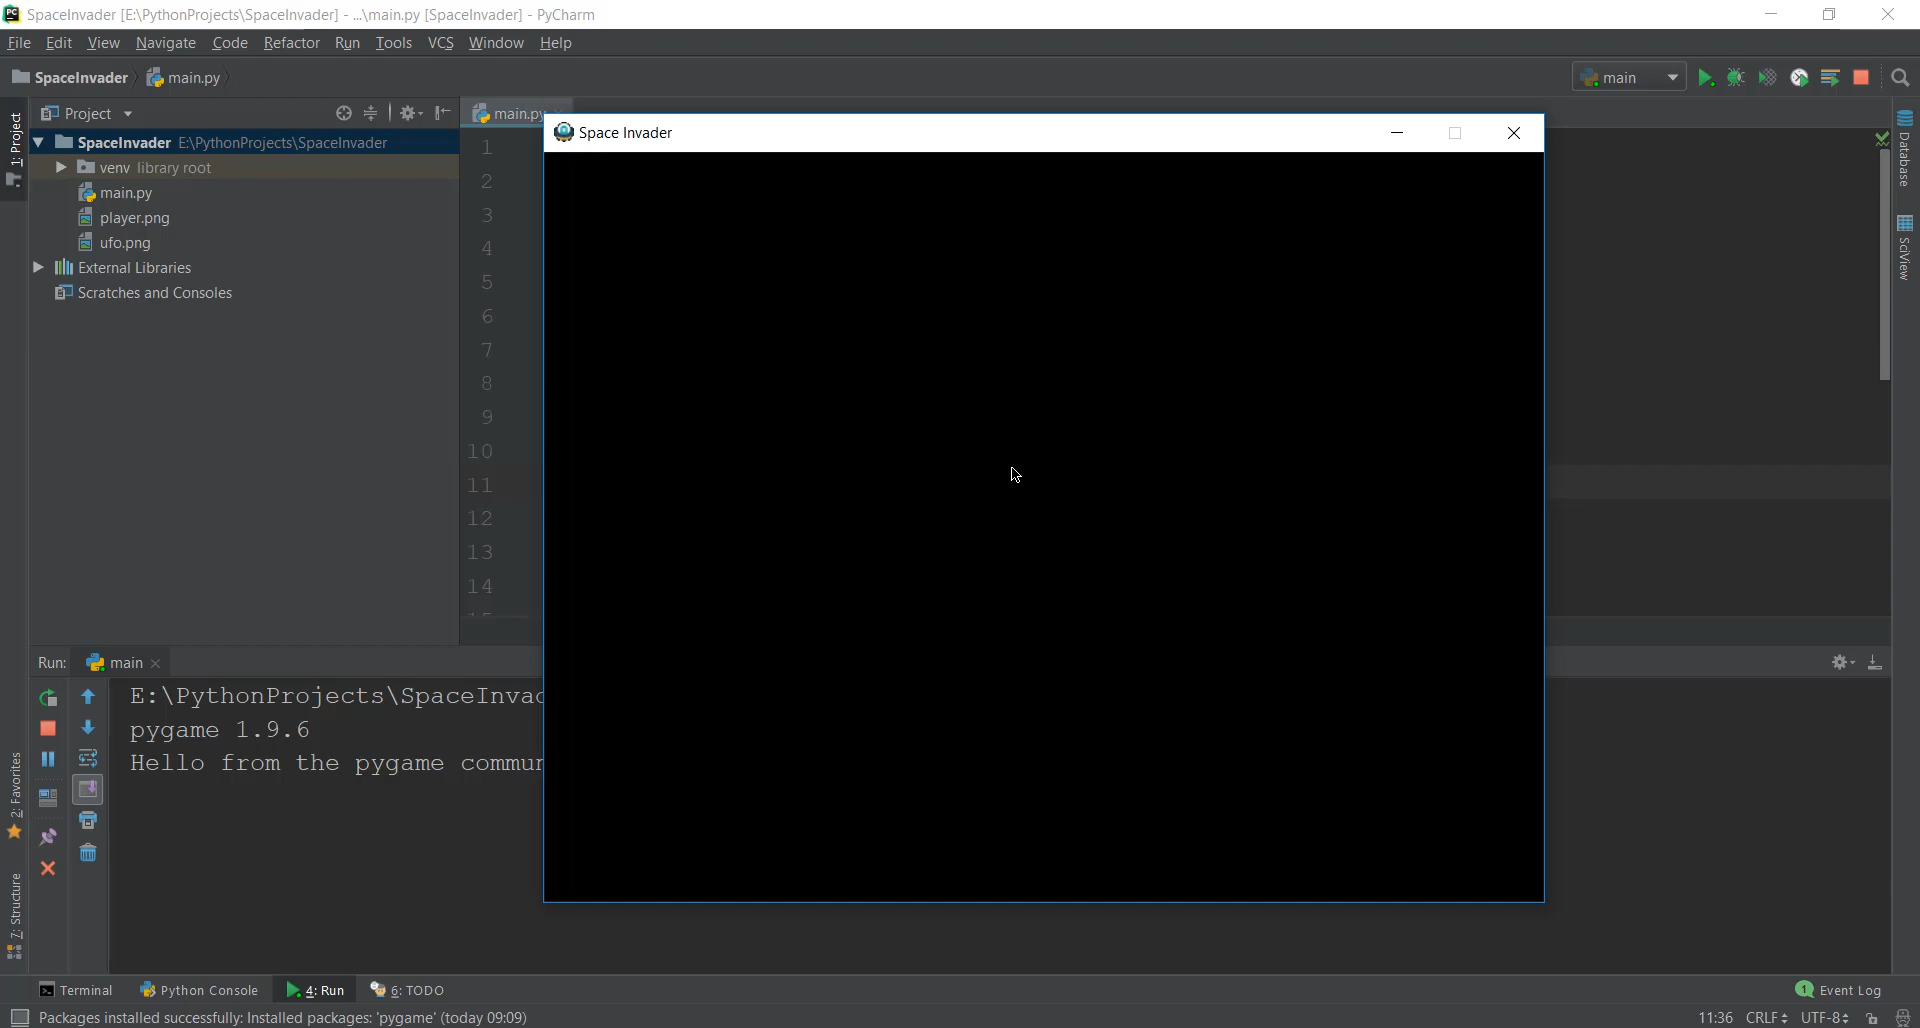 SpaceInvader [E:\PythonProjects\SpaceInvader] - ...\main.py [SpaceInvader] - PyCharm
File Edit View Navigate Code Refactor Run Tools VCS Window Help
SpaceInvader main.py
main
1: Project
Project
main.py
SpaceInvader E:\PythonProjects\SpaceInvader
venv library root
main.py
player.png
ufo.png
External Libraries
Scratches and Consoles
1
2
3
4
5
6
7
8
9
10
11
12
13
14
15
Space Invader
Database
SciView
Run: main
E:\PythonProjects\SpaceInvad
pygame 1.9.6
Hello from the pygame commun
2: Favorites
7: Structure
Terminal Python Console 4: Run 6: TODO
1 Event Log
Packages installed successfully: Installed packages: 'pygame' (today 09:09)
11:36 CRLF UTF-8